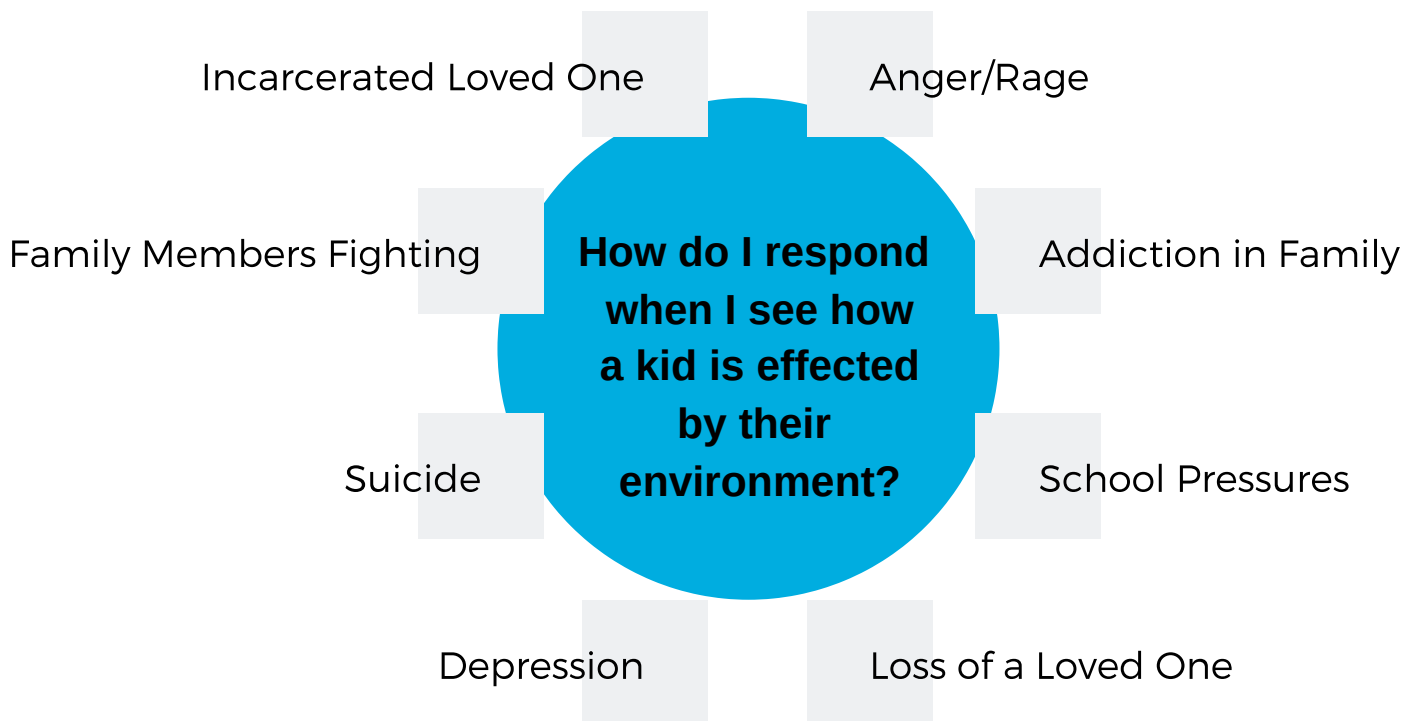 Incarcerated Loved One
Anger/Rage
Family Members Fighting
Addiction in Family
How do I respond
when I see how
a kid is effected
by their
environment?
Suicide
School Pressures
Depression
Loss of a Loved One